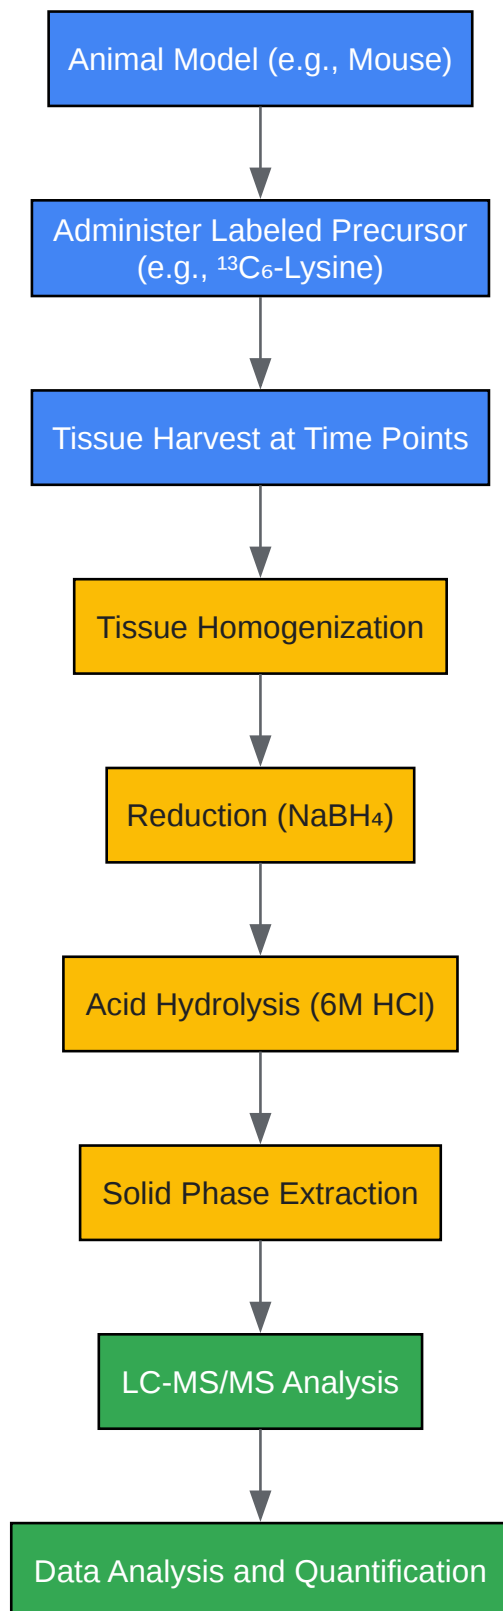 Animal Model (e.g., Mouse)
Administer Labeled Precursor
(e.g., ¹³C₆-Lysine)
Tissue Harvest at Time Points
Tissue Homogenization
Reduction (NaBH₄)
Acid Hydrolysis (6M HCl)
Solid Phase Extraction
LC-MS/MS Analysis
Data Analysis and Quantification